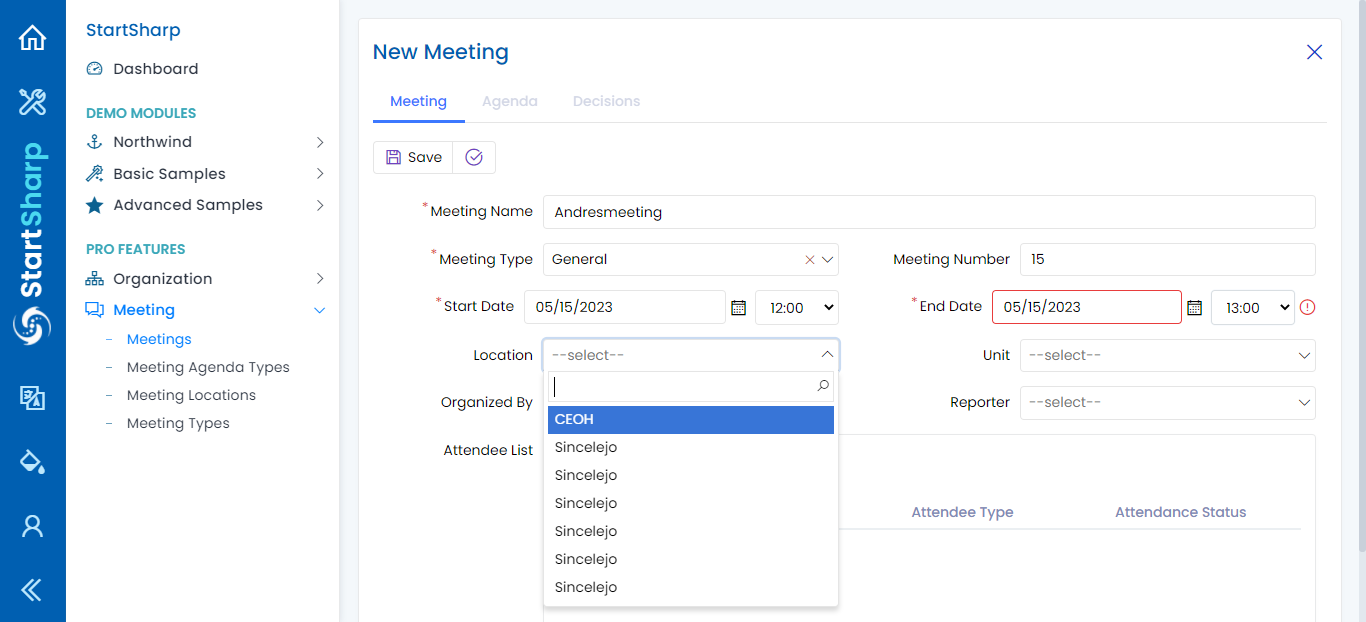 StartSharp
StartSharp
Dashboard
DEMO MODULES
Northwind
Basic Samples
Advanced Samples
PRO FEATURES
Organization
Meeting
Meetings
Meeting Agenda Types
Meeting Locations
Meeting Types
New Meeting
Meeting Agenda Decisions
Save
* Meeting Name Andresmeeting
* Meeting Type General Meeting Number 15
* Start Date 05/15/2023 12:00 * End Date 05/15/2023 13:00
Location --select-- Unit --select--
Organized By Reporter --select--
CEOH
Sincelejo
Sincelejo
Sincelejo
Sincelejo
Sincelejo
Sincelejo
Attendee List
Attendee Type Attendance Status